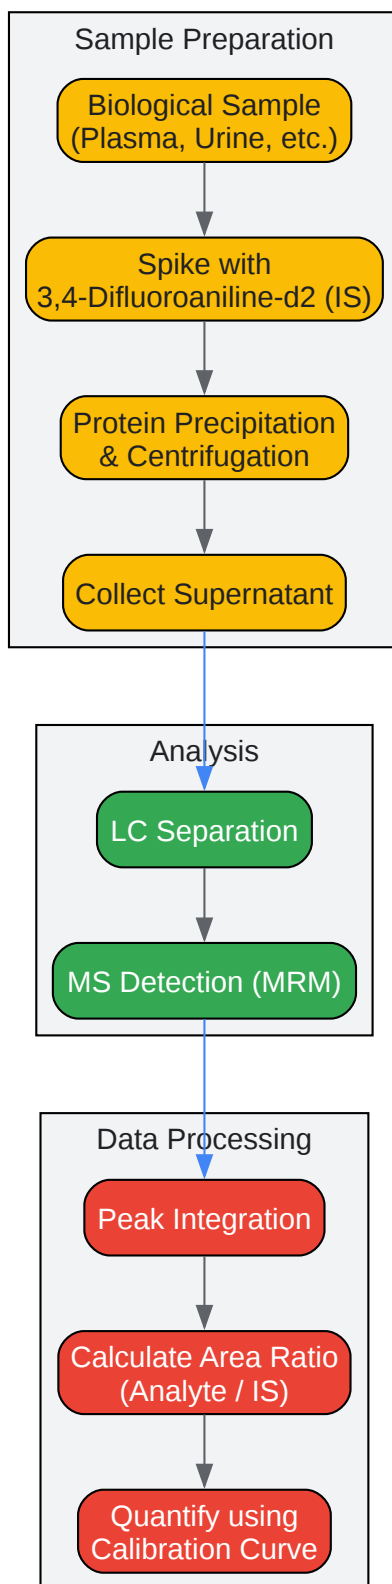 Sample Preparation
Biological Sample
(Plasma, Urine, etc.)
Spike with
3,4-Difluoroaniline-d2 (IS)
Protein Precipitation
& Centrifugation
Collect Supernatant
Analysis
LC Separation
MS Detection (MRM)
Data Processing
Peak Integration
Calculate Area Ratio
(Analyte / IS)
Quantify using
Calibration Curve